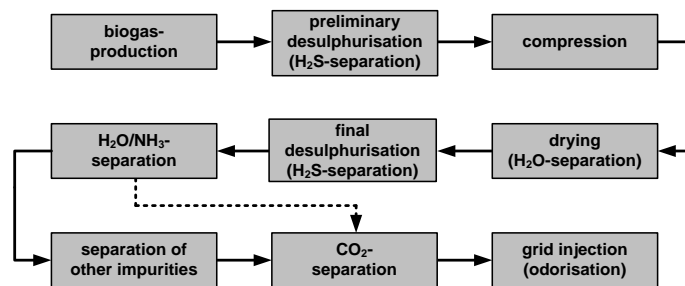 biogas-
production
preliminary
desulphurisation
(H₂S-separation)
compression
H₂O/NH₃-
separation
final
desulphurisation
(H₂S-separation)
drying
(H₂O-separation)
separation of
other impurities
CO₂-
separation
grid injection
(odorisation)